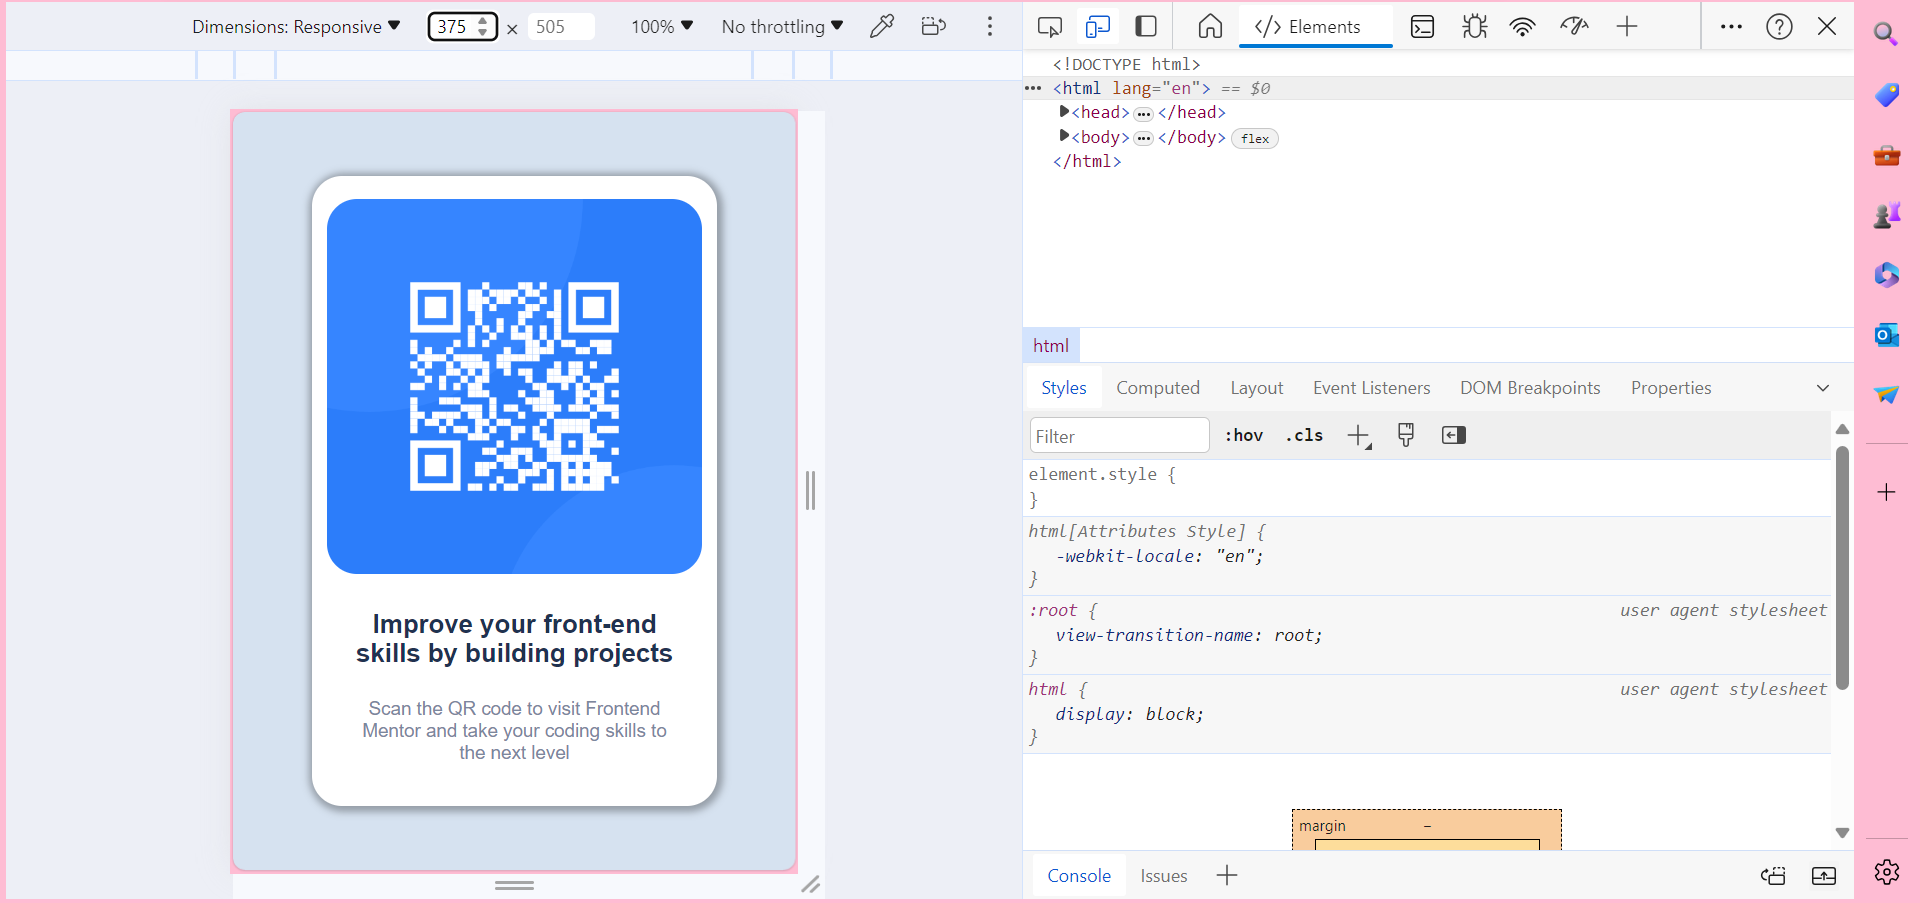 Dimensions: Responsive 375 × 505 100% No throttling
Elements
<!DOCTYPE html>
<html lang="en"> == $0
<head> ••• </head>
<body> ••• </body> flex
</html>
Improve your front-end
skills by building projects
Scan the QR code to visit Frontend
Mentor and take your coding skills to
the next level
html
Styles Computed Layout Event Listeners DOM Breakpoints Properties
Filter :hov .cls
element.style {
}
html[Attributes Style] {
-webkit-locale: "en";
}
:root { user agent stylesheet
view-transition-name: root;
}
html { user agent stylesheet
display: block;
}
margin –
Console Issues